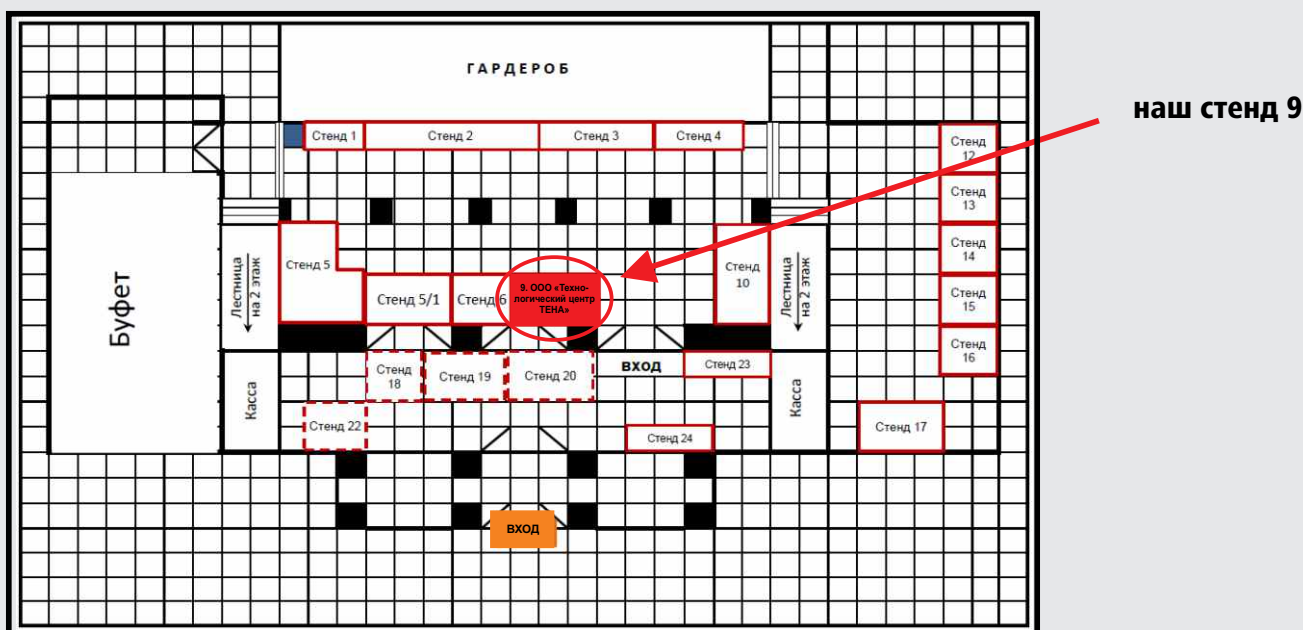 ГАРДЕРОБ
наш стенд 9
Стенд 1
Стенд 2
Стенд 3
Стенд 4
Стенд
12
Стенд
13
Стенд
14
Стенд
15
Стенд
16
Буфет
Лестница
на 2 этаж
Стенд 5
Стенд 5/1
Стенд 6
9. ООО «Техно-
логический центр
ТЕНА»
Стенд
10
Лестница
на 2 этаж
Касса
Стенд
18
Стенд 19
Стенд 20
ВХОД
Стенд 23
Касса
Стенд 22
Стенд 24
Стенд 17
ВХОД